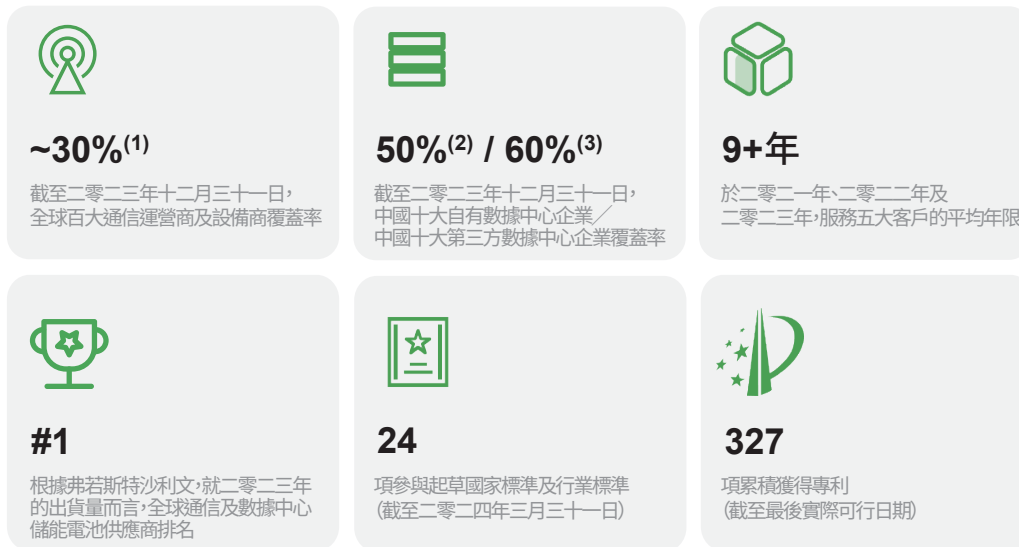 ~30%(1)
截至二零二三年十二月三十一日，
全球百大通信運營商及設備商覆蓋率
50%(2) / 60%(3)
截至二零二三年十二月三十一日，
中國十大自有數據中心企業／
中國十大第三方數據中心企業覆蓋率
9+年
於二零二一年、二零二二年及
二零二三年，服務五大客戶的平均年限
#1
根據弗若斯特沙利文，就二零二三年
的出貨量而言，全球通信及數據中心
儲能電池供應商排名
24
項參與起草國家標準及行業標準
(截至二零二四年三月三十一日)
327
項累積獲得專利
(截至最後實際可行日期)